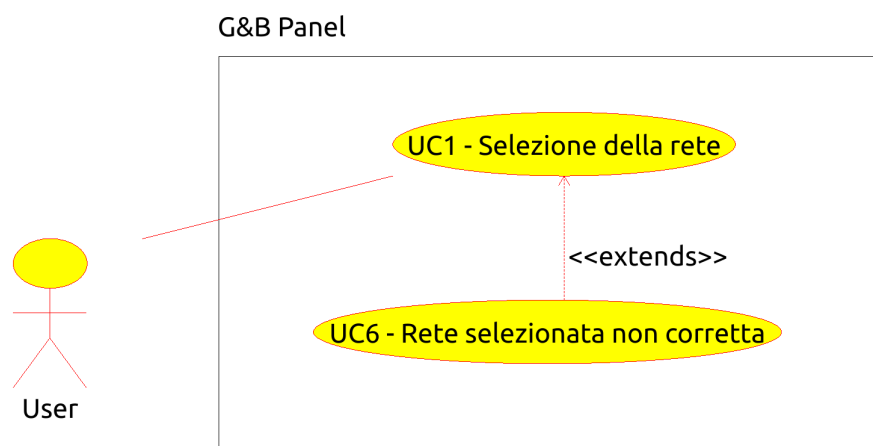 G&B Panel
UC1 - Selezione della rete
<<extends>>
UC6 - Rete selezionata non corretta
User